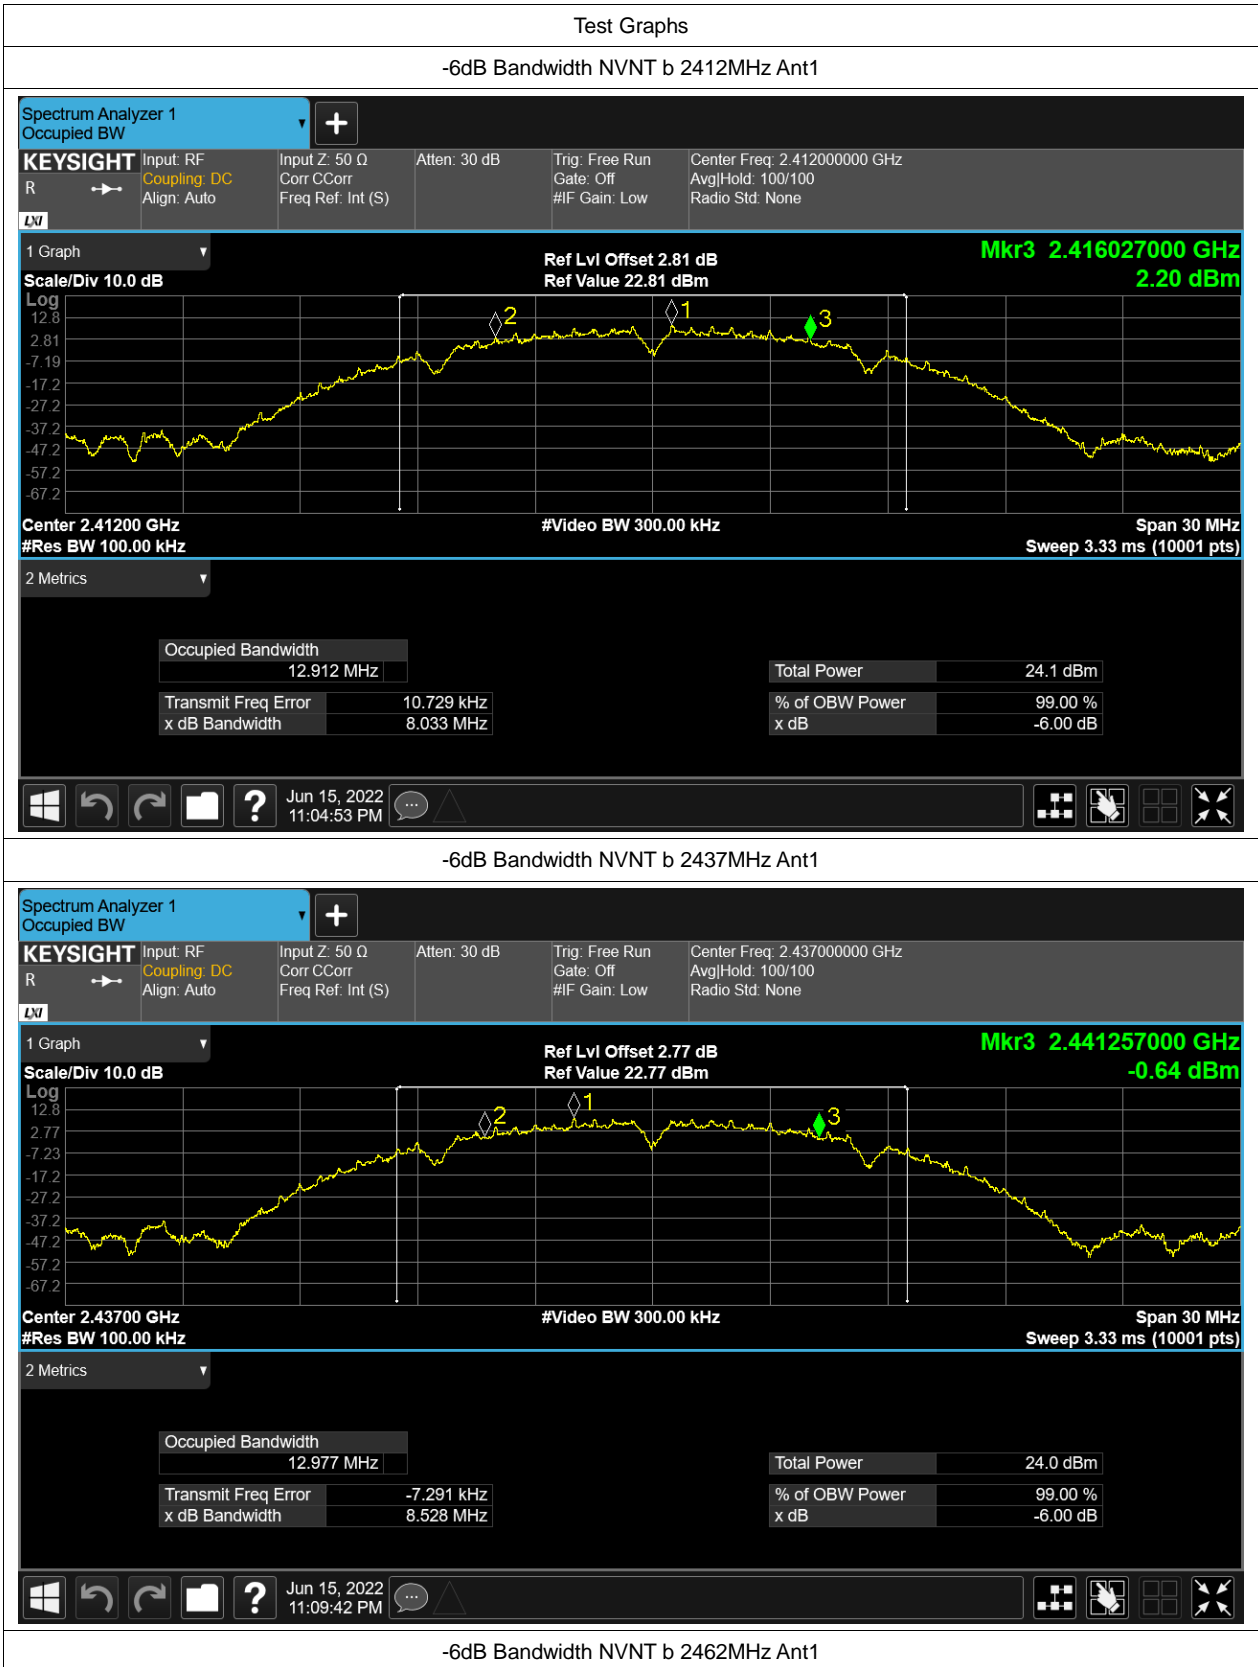 Test Graphs
-6dB Bandwidth NVNT b 2412MHz Ant1
Spectrum Analyzer 1
Occupied BW
KEYSIGHT Input: RF Input Z: 50 Ω Atten: 30 dB Trig: Free Run Center Freq: 2.412000000 GHz
R Coupling: DC Corr CCorr Gate: Off Avg|Hold: 100/100
Align: Auto Freq Ref: Int (S) #IF Gain: Low Radio Std: None
LXI
1 Graph Ref Lvl Offset 2.81 dB Mkr3 2.416027000 GHz
Scale/Div 10.0 dB Ref Value 22.81 dBm 2.20 dBm
Log
12.8
2.81
-7.19
-17.2
-27.2
-37.2
-47.2
-57.2
-67.2
2 1 3
Center 2.41200 GHz #Video BW 300.00 kHz Span 30 MHz
#Res BW 100.00 kHz Sweep 3.33 ms (10001 pts)
2 Metrics
Occupied Bandwidth
12.912 MHz Total Power 24.1 dBm
Transmit Freq Error 10.729 kHz % of OBW Power 99.00 %
x dB Bandwidth 8.033 MHz x dB -6.00 dB
? Jun 15, 2022
11:04:53 PM
-6dB Bandwidth NVNT b 2437MHz Ant1
Spectrum Analyzer 1
Occupied BW
KEYSIGHT Input: RF Input Z: 50 Ω Atten: 30 dB Trig: Free Run Center Freq: 2.437000000 GHz
R Coupling: DC Corr CCorr Gate: Off Avg|Hold: 100/100
Align: Auto Freq Ref: Int (S) #IF Gain: Low Radio Std: None
LXI
1 Graph Ref Lvl Offset 2.77 dB Mkr3 2.441257000 GHz
Scale/Div 10.0 dB Ref Value 22.77 dBm -0.64 dBm
Log
12.8
2.77
-7.23
-17.2
-27.2
-37.2
-47.2
-57.2
-67.2
2 1 3
Center 2.43700 GHz #Video BW 300.00 kHz Span 30 MHz
#Res BW 100.00 kHz Sweep 3.33 ms (10001 pts)
2 Metrics
Occupied Bandwidth
12.977 MHz Total Power 24.0 dBm
Transmit Freq Error -7.291 kHz % of OBW Power 99.00 %
x dB Bandwidth 8.528 MHz x dB -6.00 dB
? Jun 15, 2022
11:09:42 PM
-6dB Bandwidth NVNT b 2462MHz Ant1